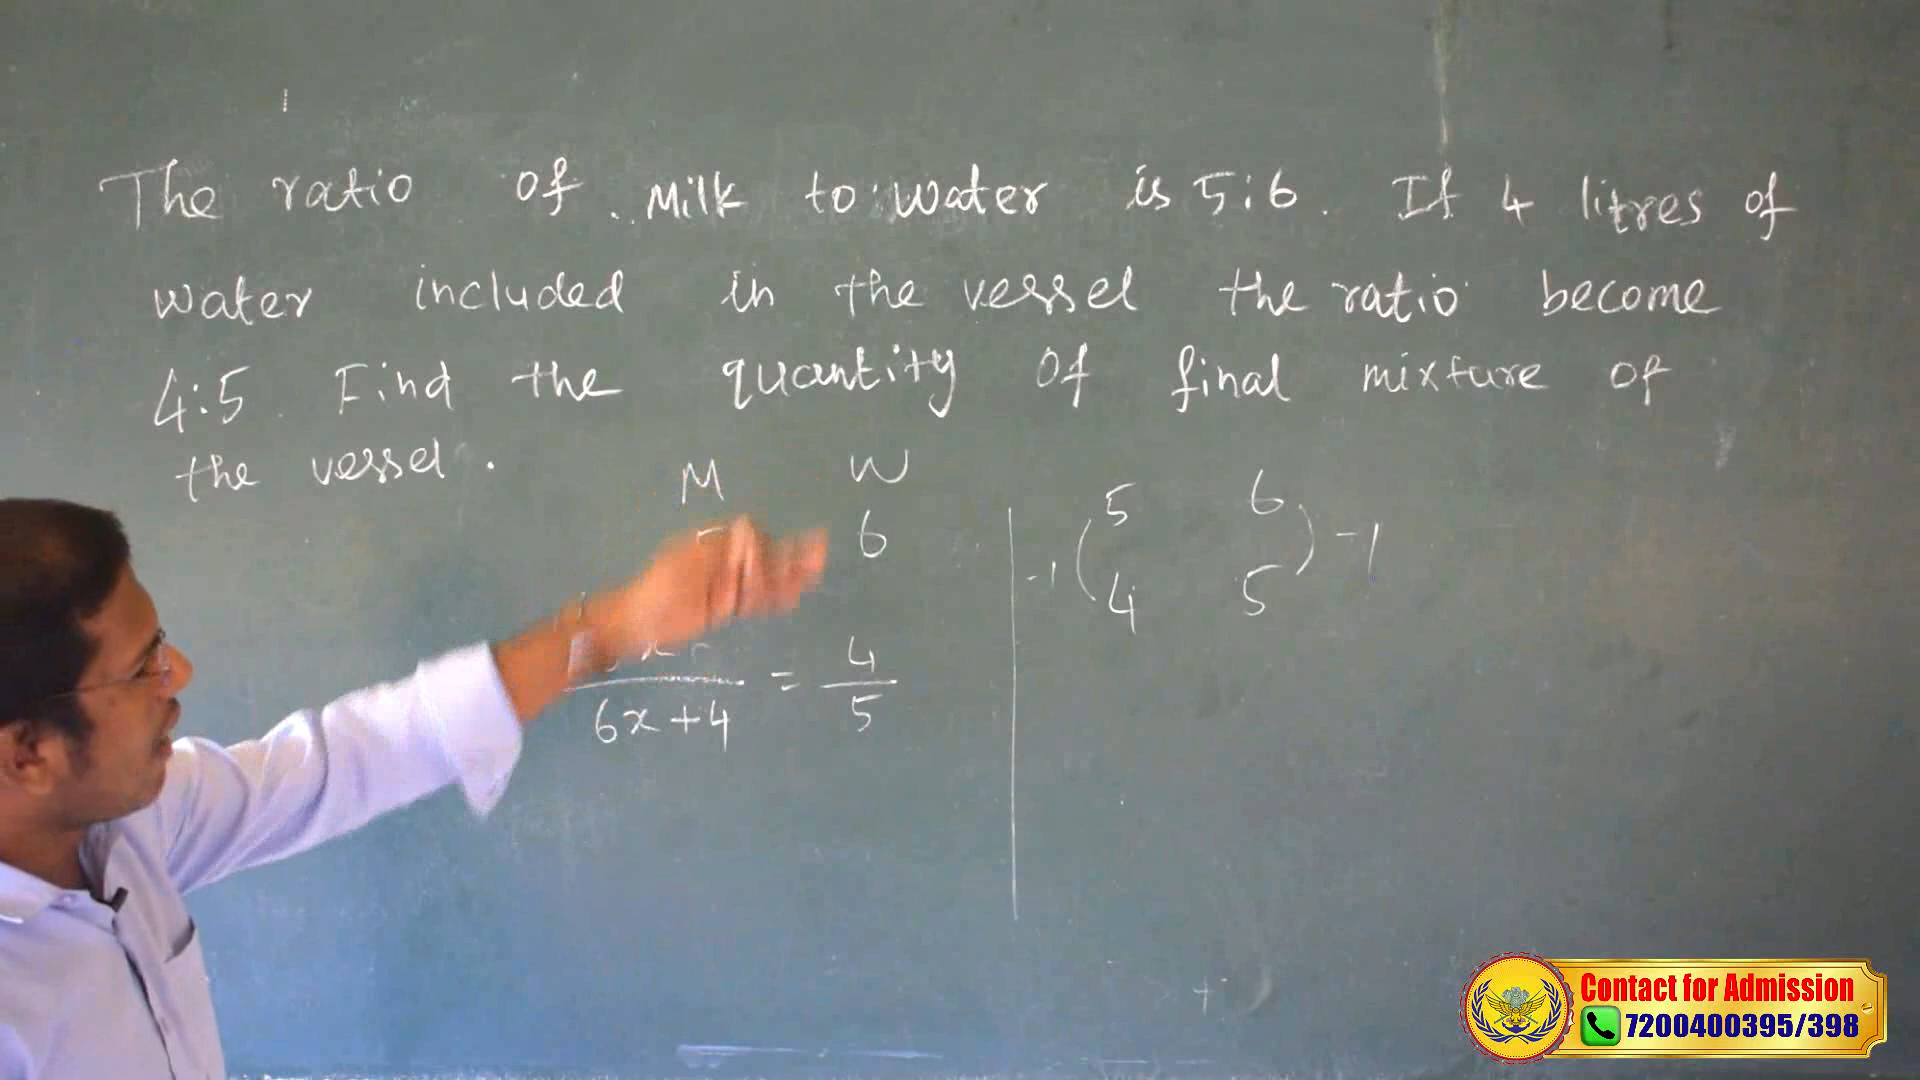 The ratio of Milk to water is 5:6. If 4 litres of
water included in the vessel the ratio become
4:5. Find the quantity of final mixture of
the vessel.
M W
6
6x+4 = 4/5
5 6
-1 ( ) -1
4 5
Contact for Admission
7200400395/398